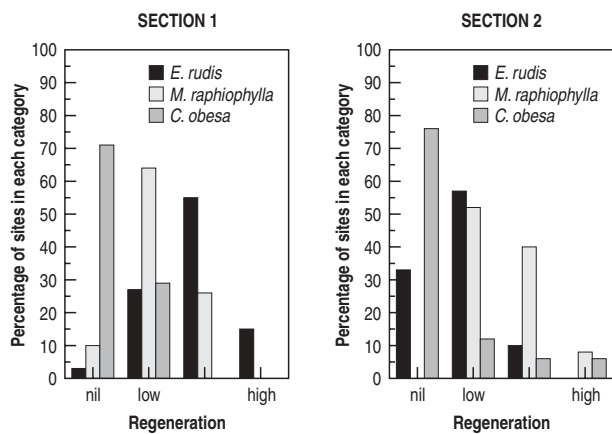 SECTION 1
100
90
80
70
60
50
40
30
20
10
0
Percentage of sites in each category
E. rudis
M. raphiophylla
C. obesa
nil low high
Regeneration
SECTION 2
100
90
80
70
60
50
40
30
20
10
0
Percentage of sites in each category
E. rudis
M. raphiophylla
C. obesa
nil low high
Regeneration